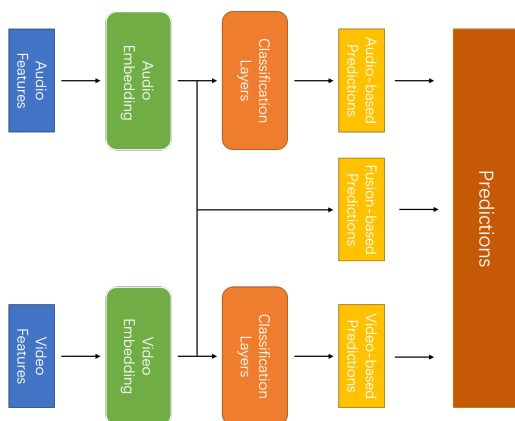 Audio
Features
Audio
Embedding
Classification
Layers
Audio-based
Predictions
Fusion-based
Predictions
Predictions
Video
Features
Video
Embedding
Classification
Layers
Video-based
Predictions